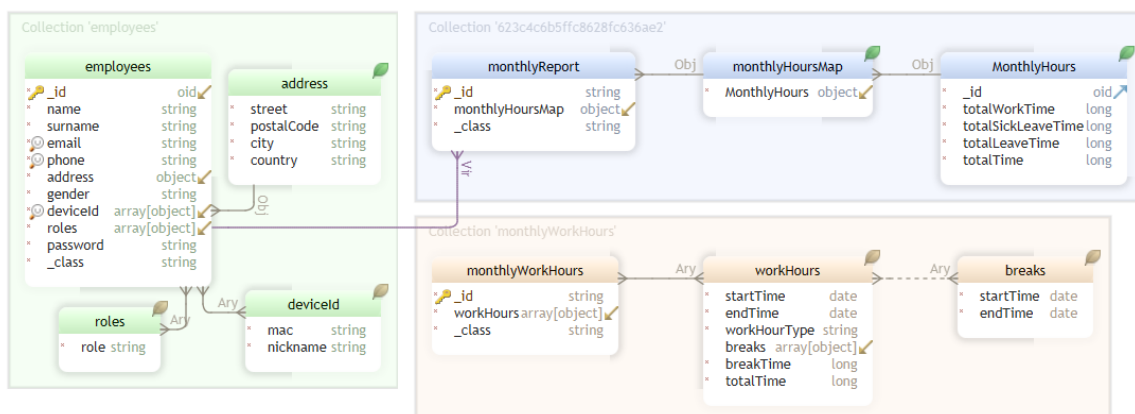 Collection 'employees'
employees
_id oid
name string
surname string
email string
phone string
address object
gender string
deviceId array[object]
roles array[object]
password string
_class string
address
street string
postalCode string
city string
country string
Obj
roles
role string
Ary
deviceId
mac string
nickname string
Ary
Collection '623c4c6b5ffc8628fc636ae2'
monthlyReport
_id string
monthlyHoursMap object
_class string
Obj
monthlyHoursMap
MonthlyHours object
Obj
MonthlyHours
_id oid
totalWorkTime long
totalSickLeaveTime long
totalLeaveTime long
totalTime long
Vir
Collection 'monthlyWorkHours'
monthlyWorkHours
_id string
workHours array[object]
_class string
Ary
workHours
startTime date
endTime date
workHourType string
breaks array[object]
breakTime long
totalTime long
Ary
breaks
startTime date
endTime date